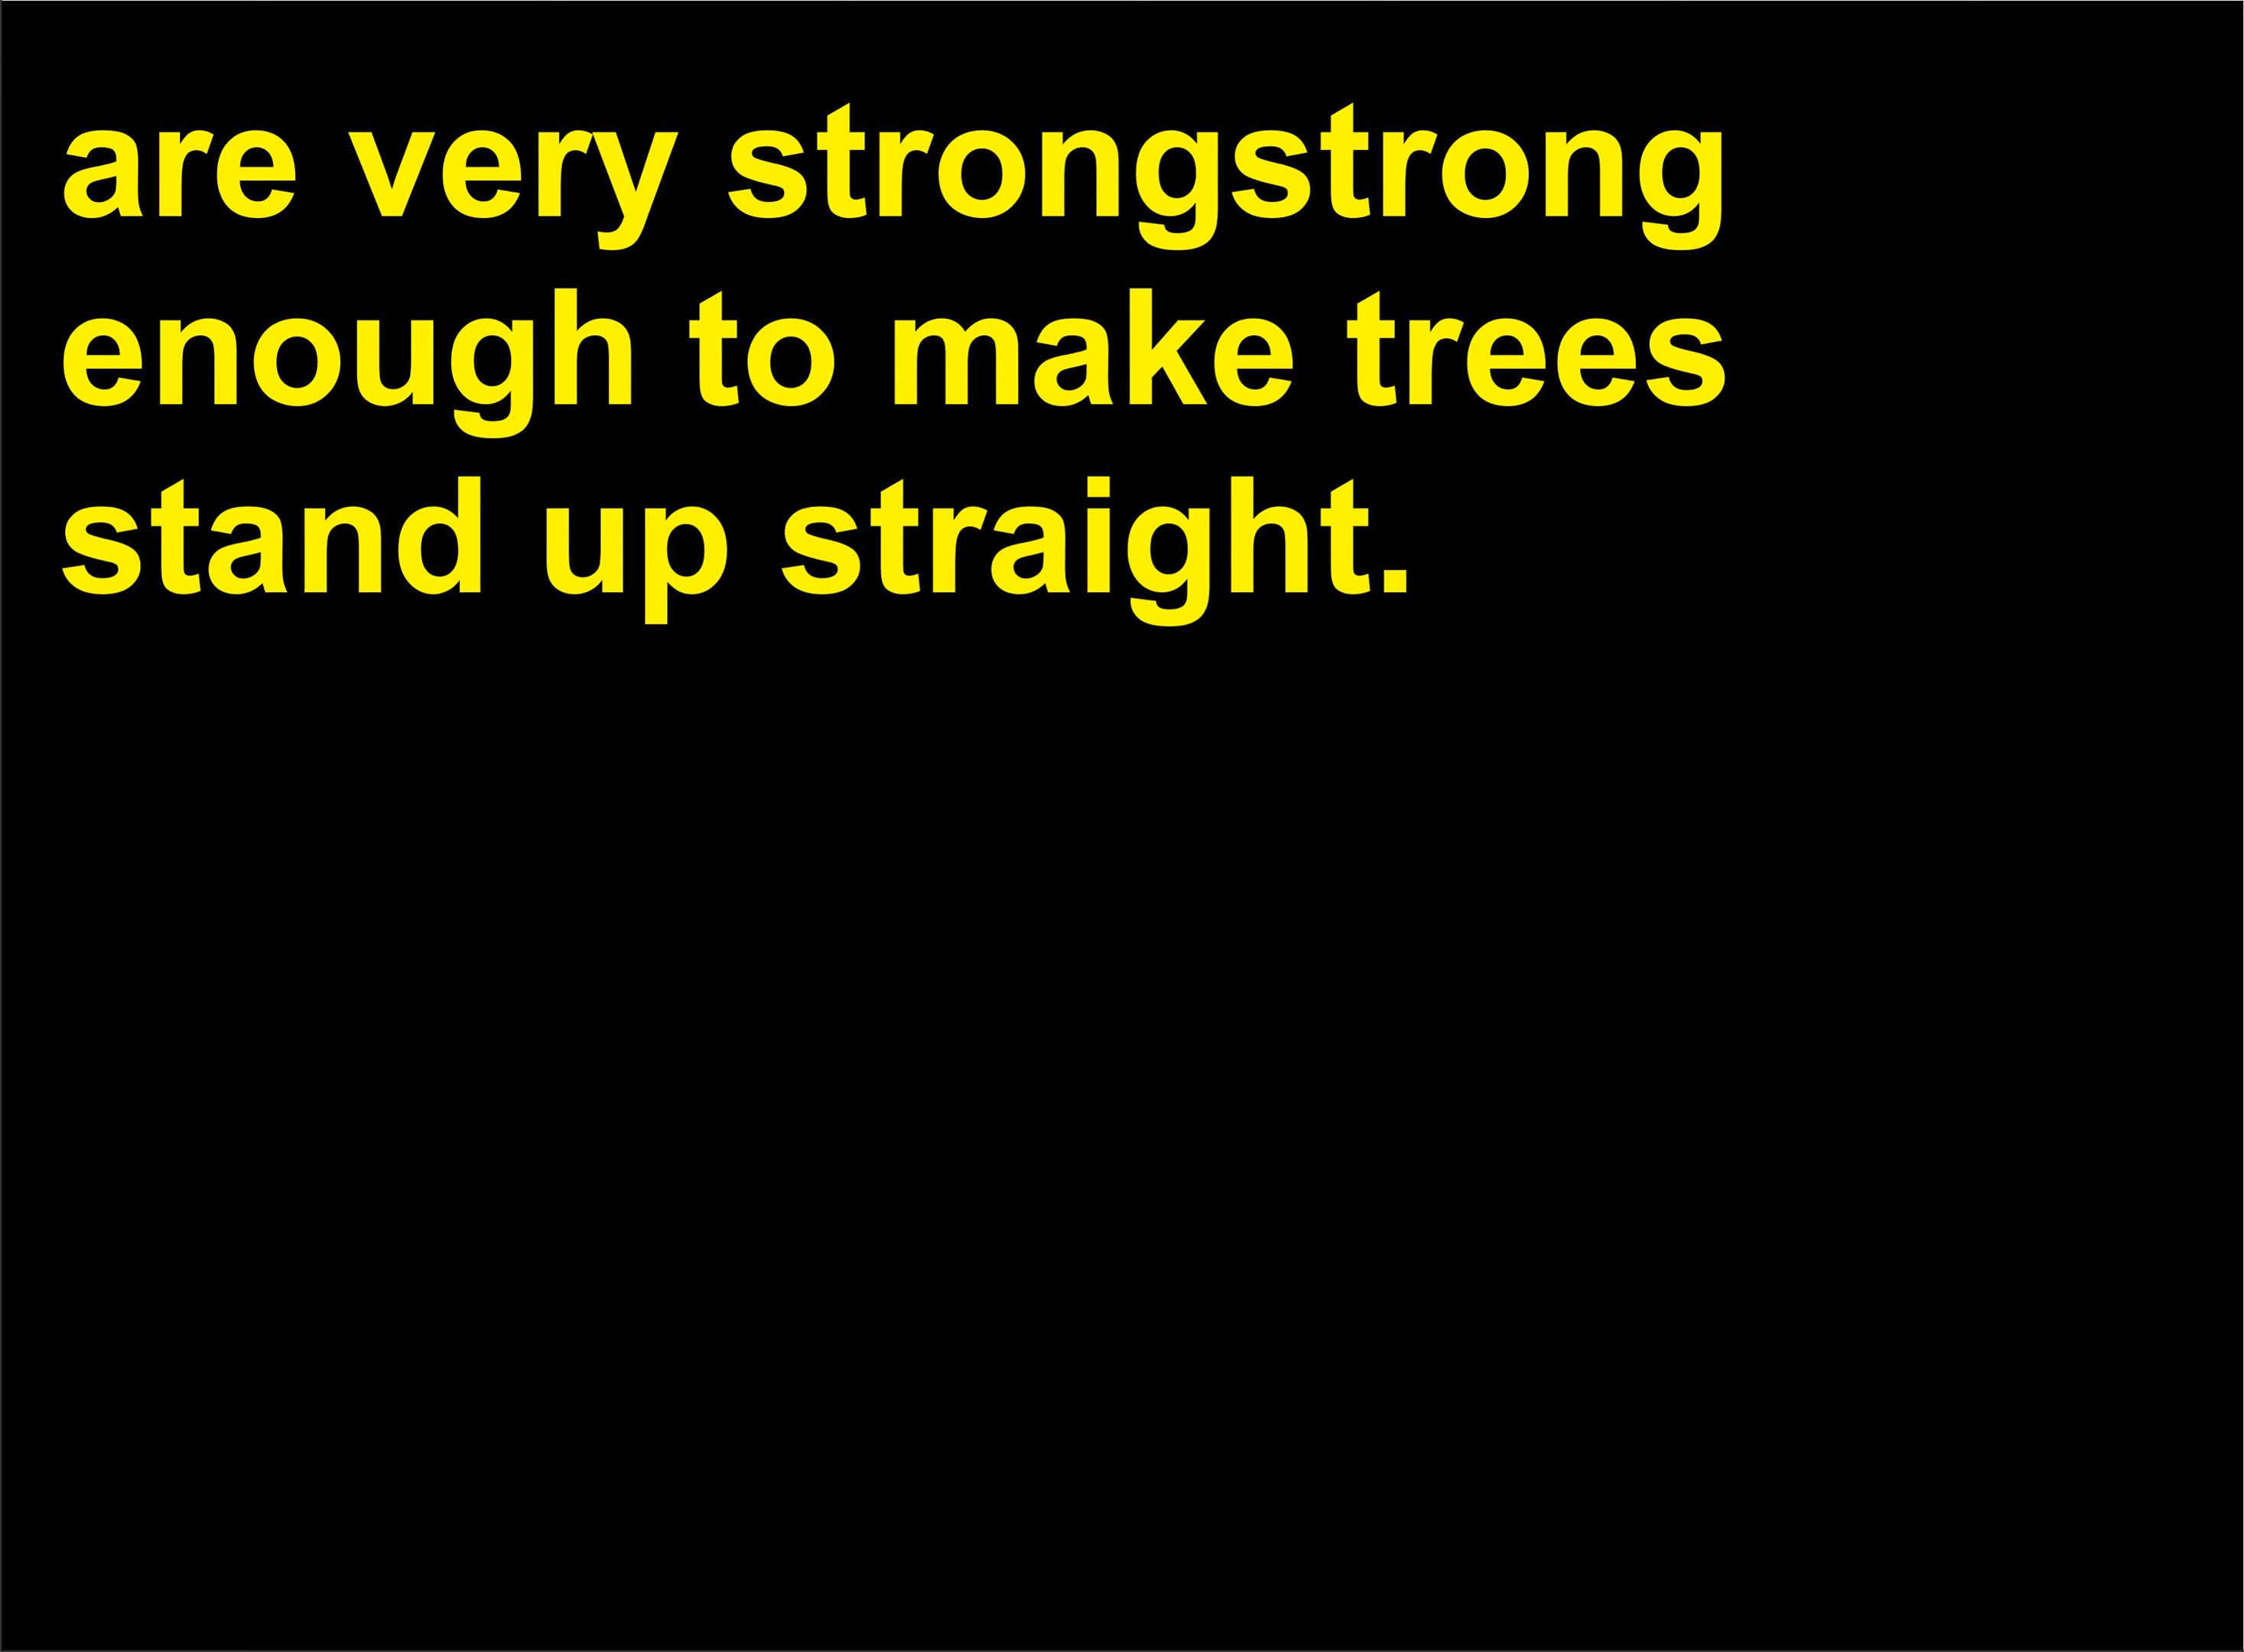 are very strongstrong
enough to make trees
stand up straight.